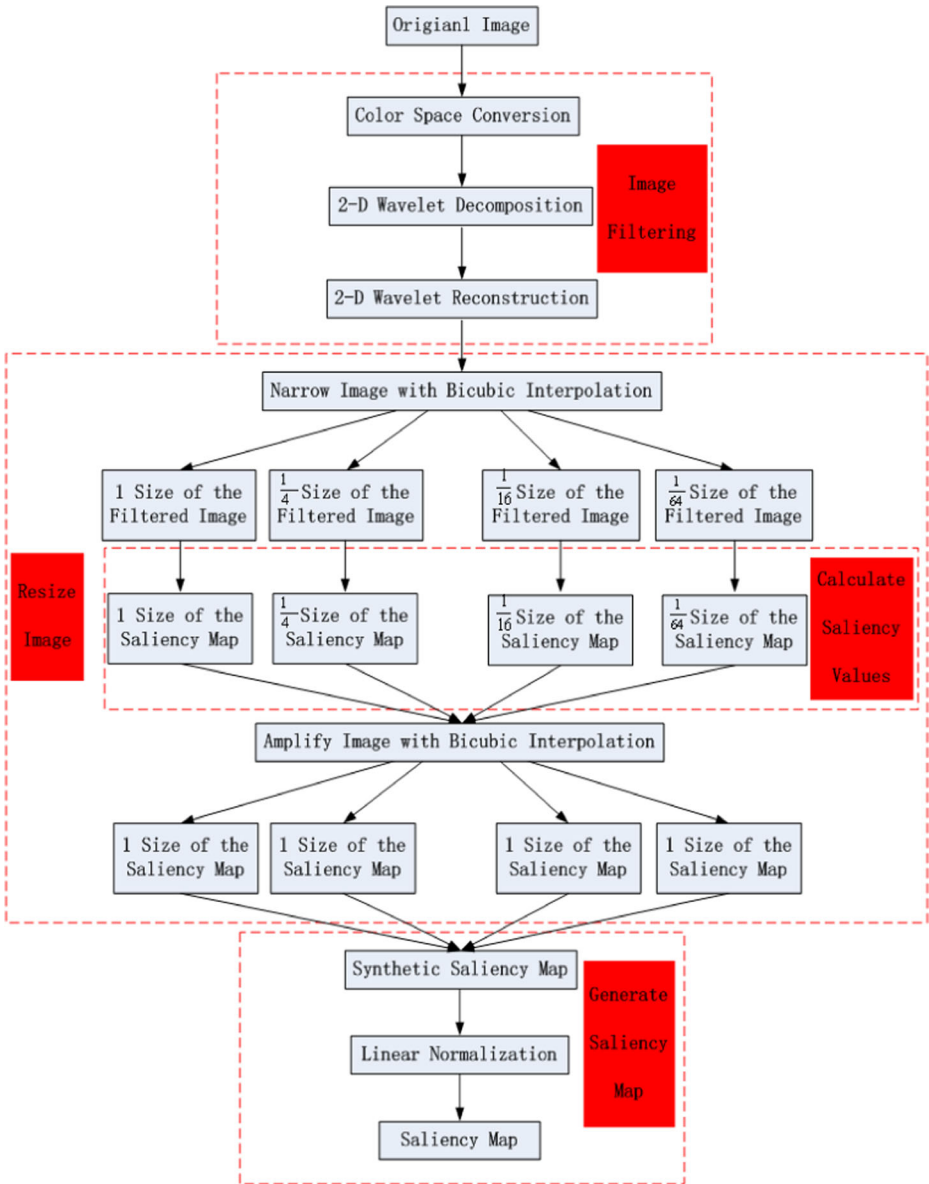 Origianl Image
Color Space Conversion
2-D Wavelet Decomposition
2-D Wavelet Reconstruction
Image
Filtering
Narrow Image with Bicubic Interpolation
1 Size of the
Filtered Image
1/4 Size of the
Filtered Image
1/16 Size of the
Filtered Image
1/64 Size of the
Filtered Image
Resize
Image
1 Size of the
Saliency Map
1/4 Size of the
Saliency Map
1/16 Size of the
Saliency Map
1/64 Size of the
Saliency Map
Calculate
Saliency
Values
Amplify Image with Bicubic Interpolation
1 Size of the
Saliency Map
1 Size of the
Saliency Map
1 Size of the
Saliency Map
1 Size of the
Saliency Map
Synthetic Saliency Map
Linear Normalization
Saliency Map
Generate
Saliency
Map